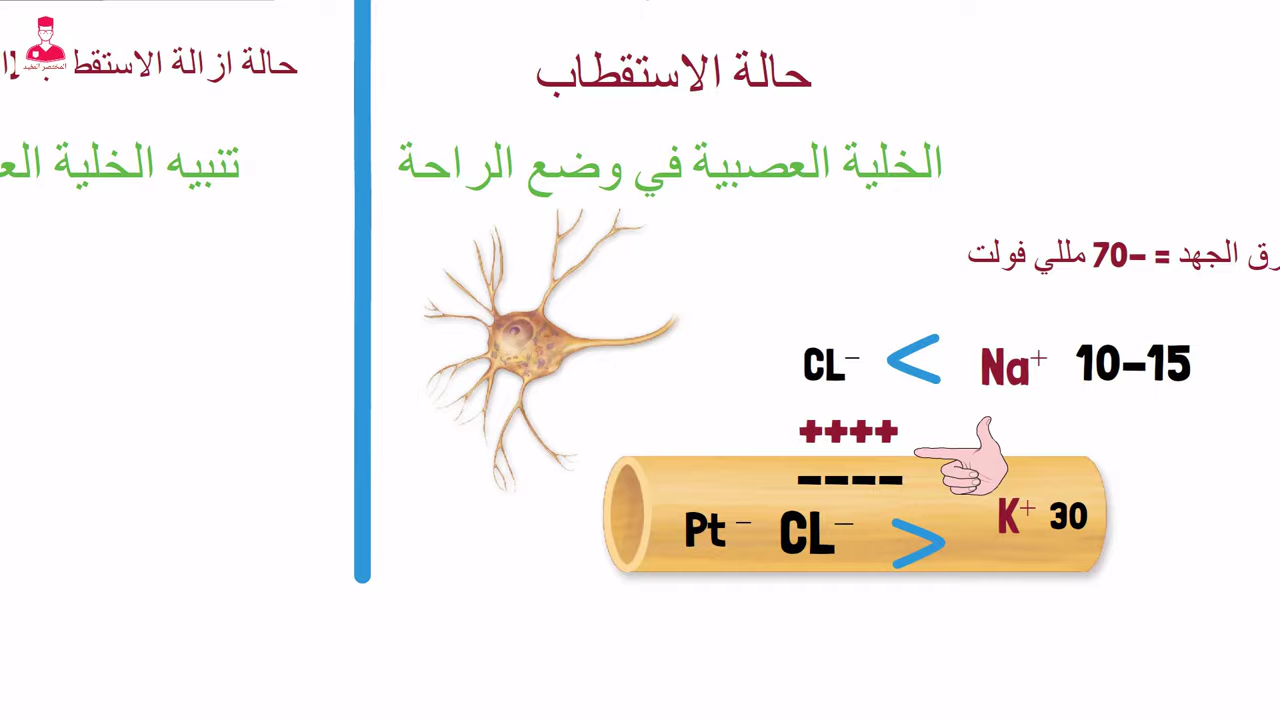 حالة الاستقطاب
الخلية العصبية في وضع الراحة
رق الجهد = –70 مللي فولت
CL⁻ < Na⁺ 10–15
++++
––––
Pt⁻ CL⁻ > K⁺ 30
حالة ازالة الاستقط
تنبيه الخلية الع
المختصر المفيد